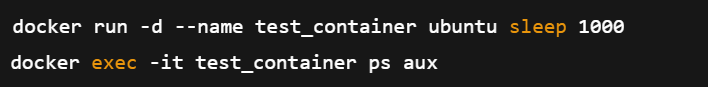 docker run -d --name test_container ubuntu sleep 1000
docker exec -it test_container ps aux